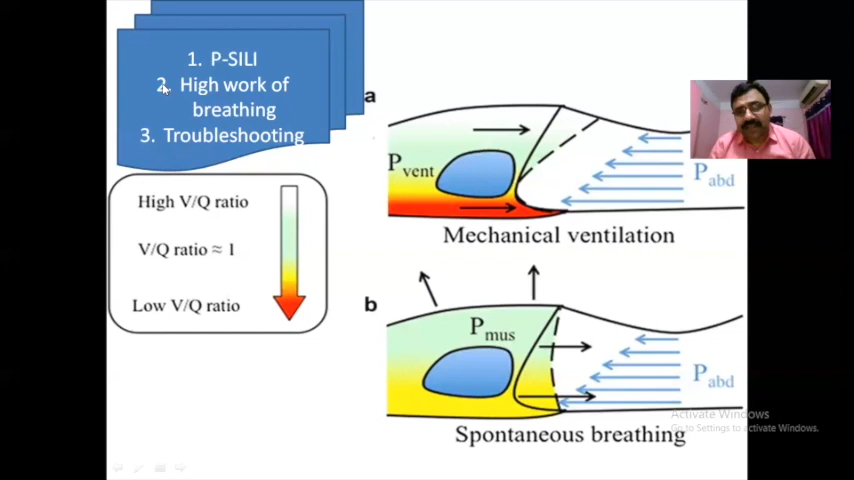 1. P-SILI
2. High work of
breathing
3. Troubleshooting
High V/Q ratio
V/Q ratio ≈ 1
Low V/Q ratio
a
Pvent
Pabd
Mechanical ventilation
b
Pmus
Pabd
Spontaneous breathing
Activate Windows
Go to Settings to activate Windows.